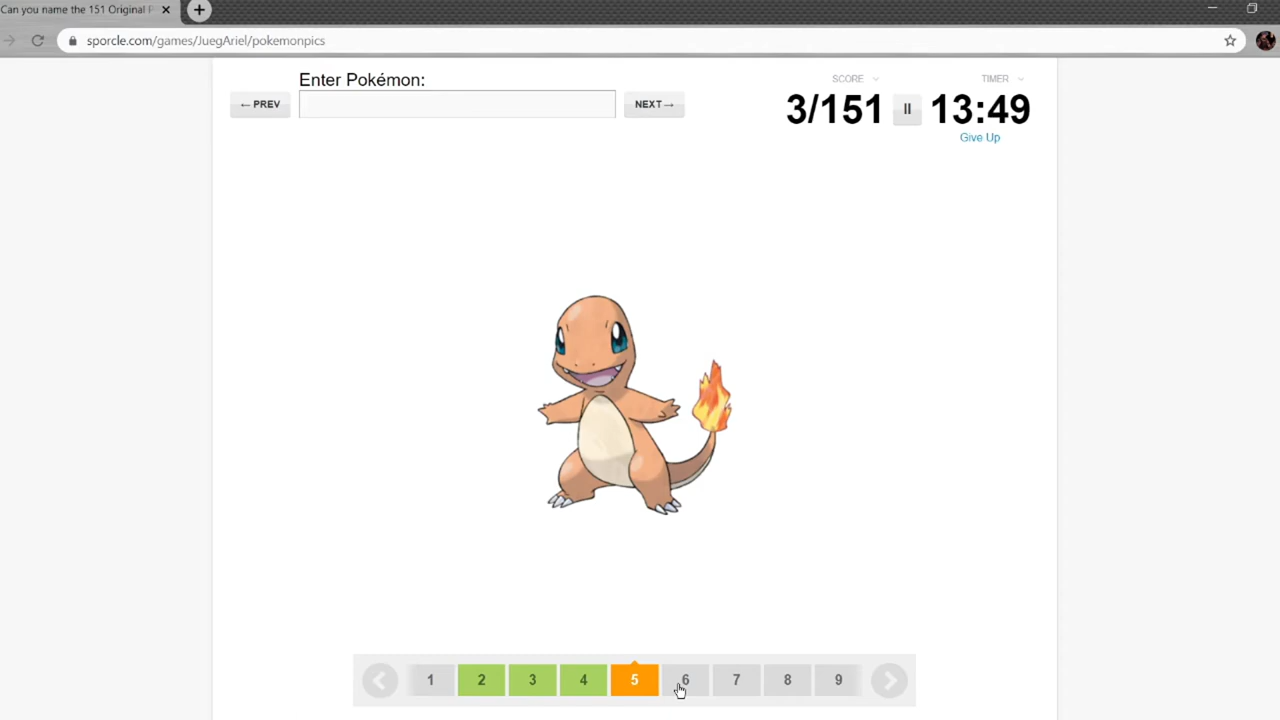 Can you name the 151 Original P
sporcle.com/games/JuegAriel/pokemonpics
Enter Pokémon:
← PREV
NEXT →
SCORE
3/151
TIMER
13:49
Give Up
1 2 3 4 5 6 7 8 9